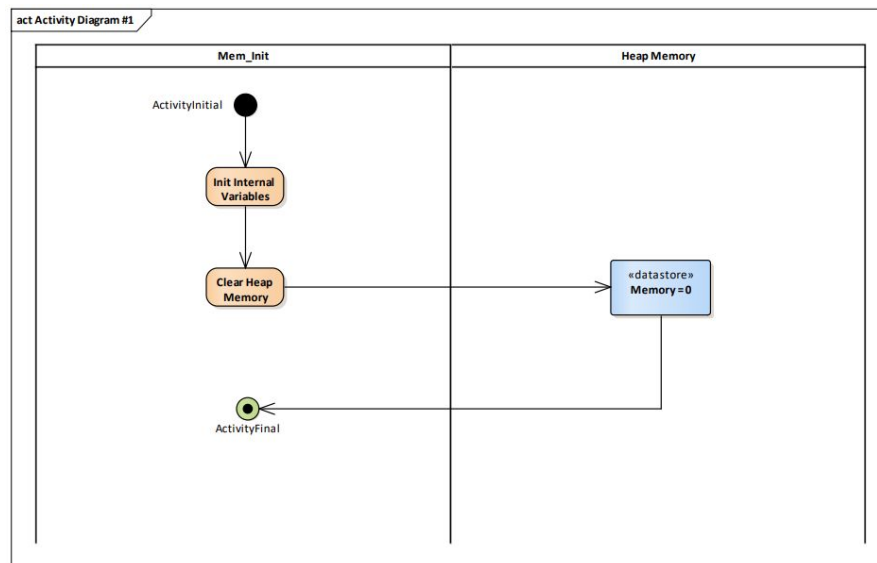 act Activity Diagram #1
Mem_Init
Heap Memory
ActivityInitial
Init Internal
Variables
Clear Heap
Memory
«datastore»
Memory =0
ActivityFinal